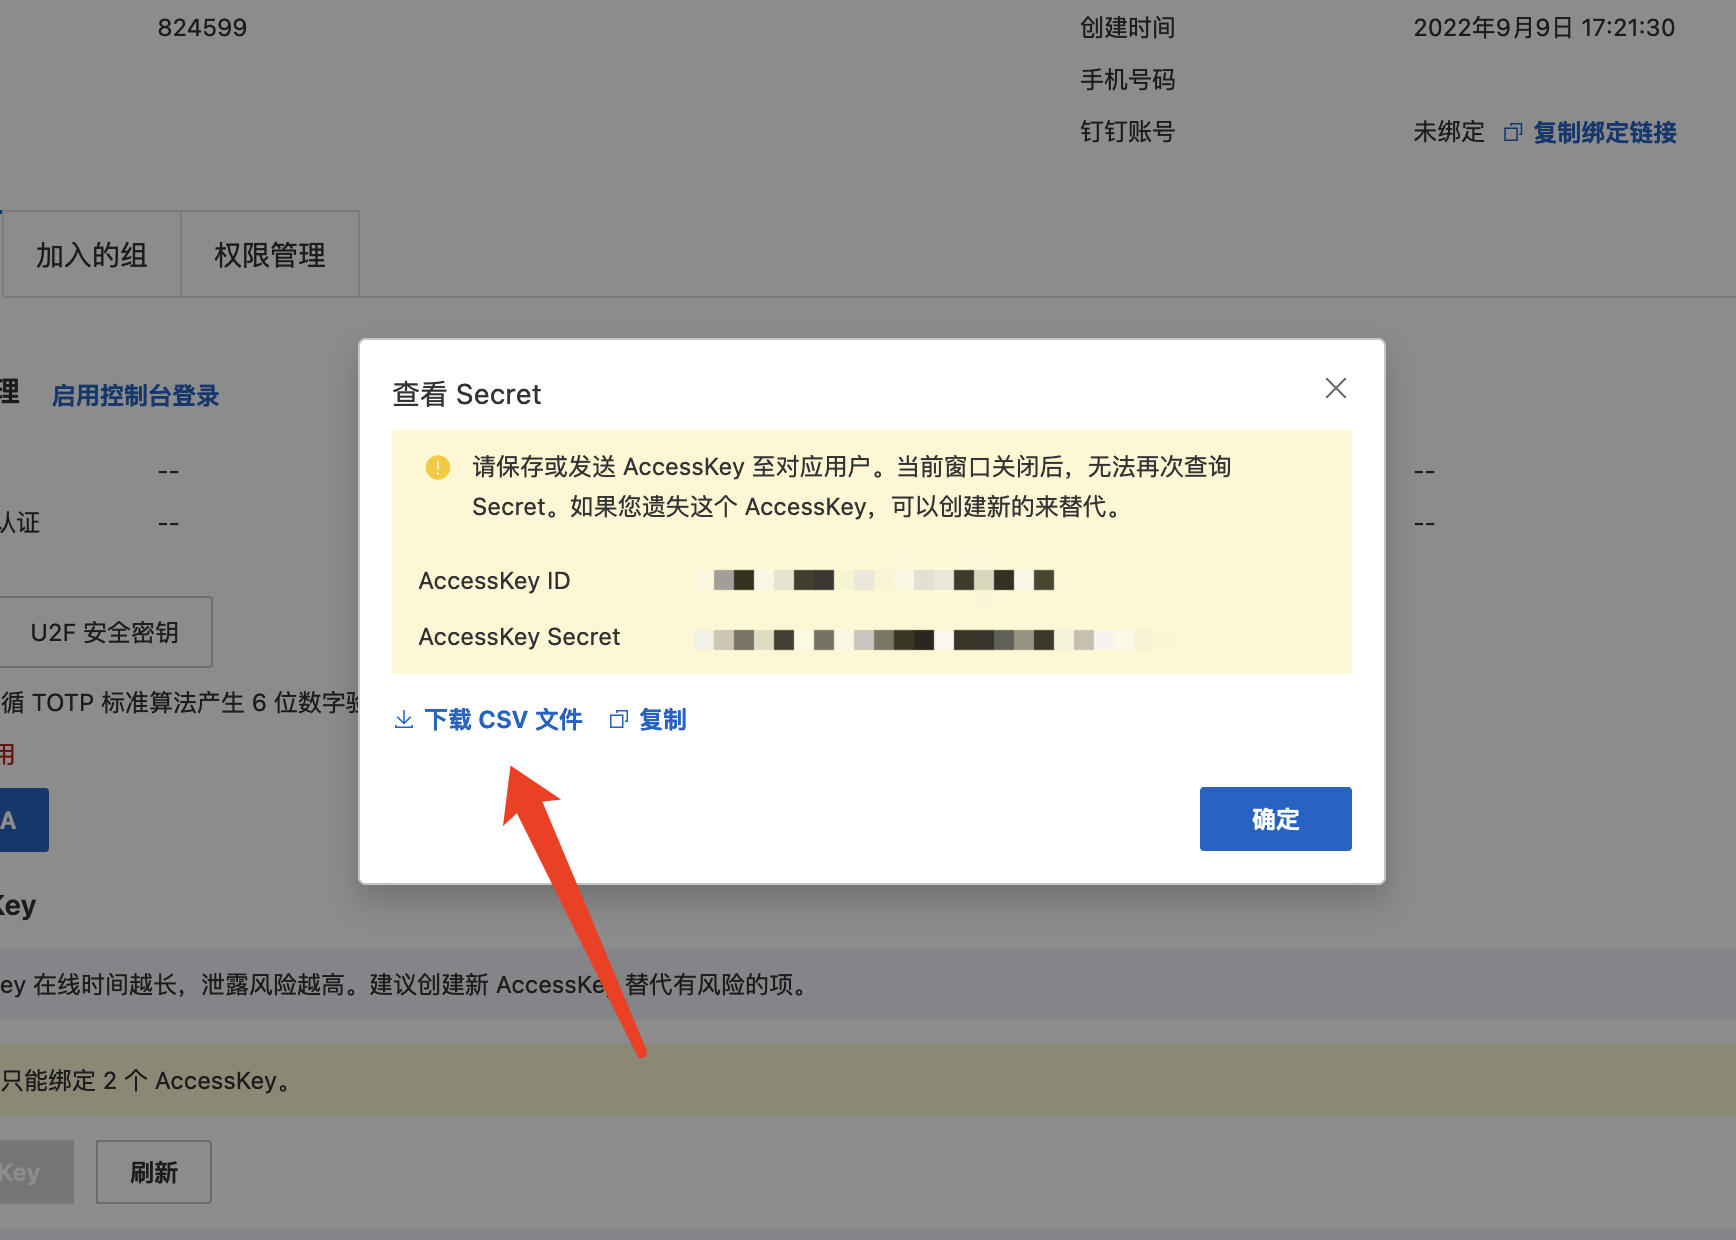 824599
创建时间
2022年9月9日 17:21:30
手机号码
钉钉账号
未绑定 复制绑定链接
加入的组
权限管理
理 启用控制台登录
--
--
认证
--
--
U2F 安全密钥
循 TOTP 标准算法产生 6 位数字验
用
A
Key
ey 在线时间越长，泄露风险越高。建议创建新 AccessKey 替代有风险的项。
只能绑定 2 个 AccessKey。
Key
刷新
查看 Secret
请保存或发送 AccessKey 至对应用户。当前窗口关闭后，无法再次查询
Secret。如果您遗失这个 AccessKey，可以创建新的来替代。
AccessKey ID
AccessKey Secret
下载 CSV 文件 复制
确定